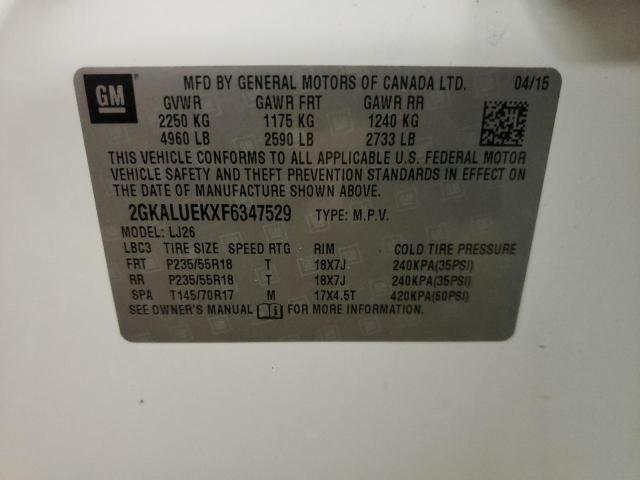 GM ® MFD BY GENERAL MOTORS OF CANADA LTD. 04/15
GVWR GAWR FRT GAWR RR
2250 KG 1175 KG 1240 KG
4960 LB 2590 LB 2733 LB
THIS VEHICLE CONFORMS TO ALL APPLICABLE U.S. FEDERAL MOTOR
VEHICLE SAFETY AND THEFT PREVENTION STANDARDS IN EFFECT ON
THE DATE OF MANUFACTURE SHOWN ABOVE.
2GKALUEKXF6347529 TYPE: M.P.V.
MODEL: LJ26
LBC3 TIRE SIZE SPEED RTG RIM COLD TIRE PRESSURE
FRT P235/55R18 T 18X7J 240KPA(35PSI)
RR P235/55R18 T 18X7J 240KPA(35PSI)
SPA T145/70R17 M 17X4.5T 420KPA(60PSI)
SEE OWNER'S MANUAL FOR MORE INFORMATION.